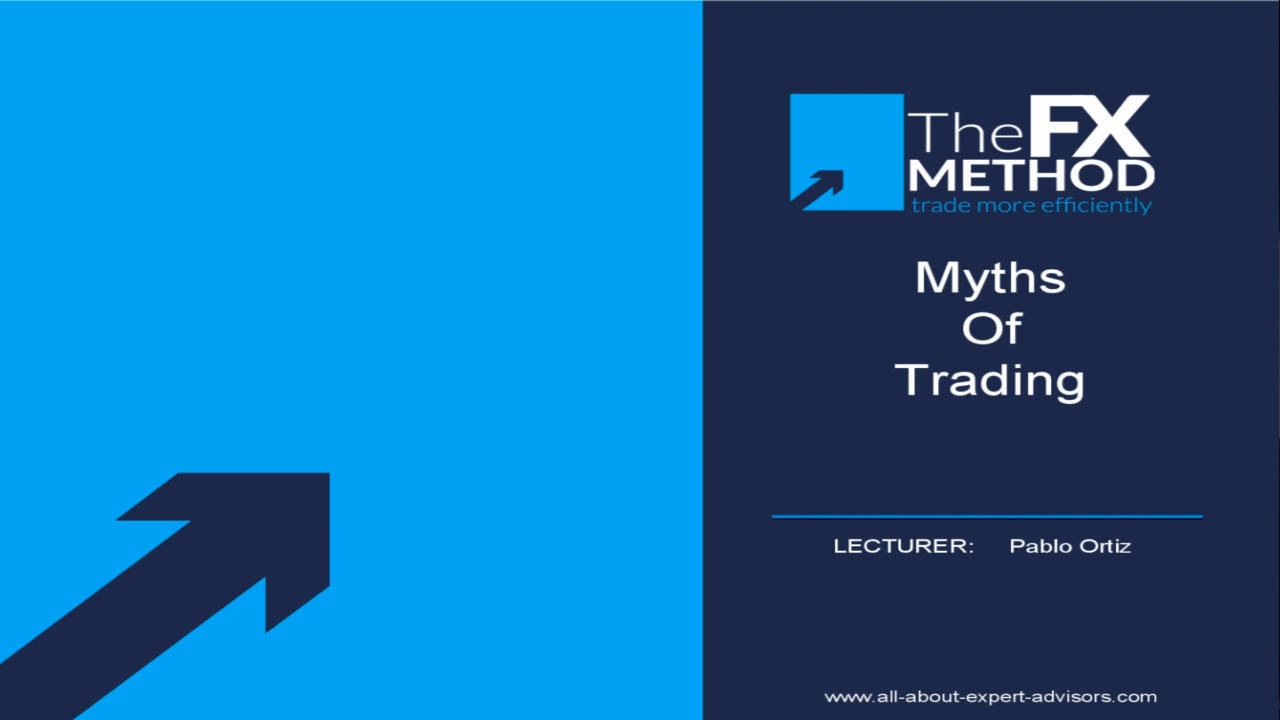 The FX
METHOD
trade more efficiently
Myths
Of
Trading
LECTURER: Pablo Ortiz
www.all-about-expert-advisors.com